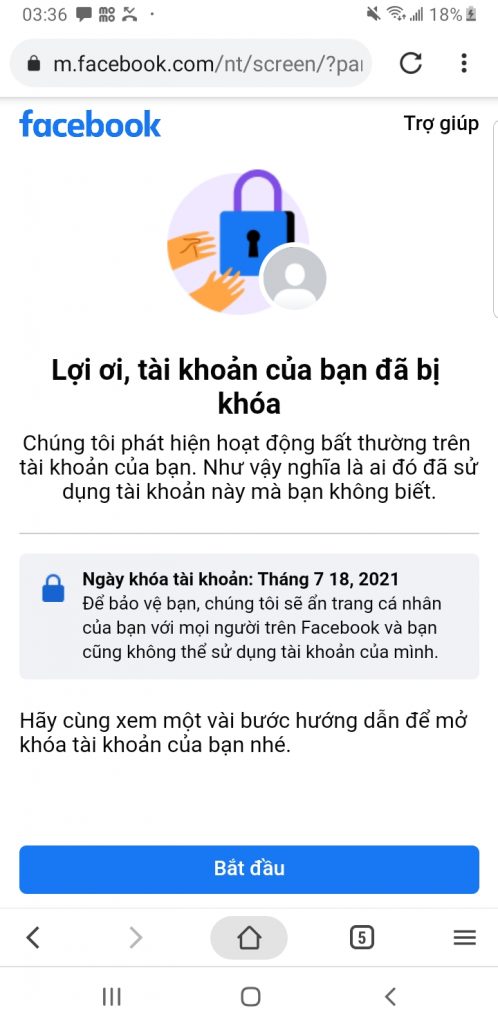 03:36
18%
m.facebook.com/nt/screen/?pa
facebook
Trợ giúp
Lợi ơi, tài khoản của bạn đã bị
khóa
Chúng tôi phát hiện hoạt động bất thường trên
tài khoản của bạn. Như vậy nghĩa là ai đó đã sử
dụng tài khoản này mà bạn không biết.
Ngày khóa tài khoản: Tháng 7 18, 2021
Để bảo vệ bạn, chúng tôi sẽ ẩn trang cá nhân
của bạn với mọi người trên Facebook và bạn
cũng không thể sử dụng tài khoản của mình.
Hãy cùng xem một vài bước hướng dẫn để mở
khóa tài khoản của bạn nhé.
Bắt đầu
5